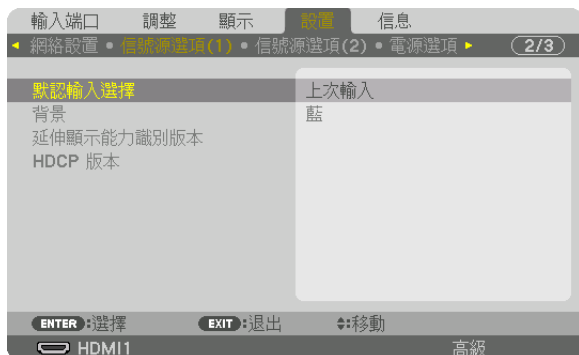 輸入端口 調整 顯示 設置 信息
◂ 網絡設置 • 信號源選項(1) • 信號源選項(2) • 電源選項 ▸ 2/3
默認輸入選擇 上次輸入
背景 藍
延伸顯示能力識別版本
HDCP 版本
ENTER:選擇 EXIT:退出 ≑:移動
HDMI1 高級